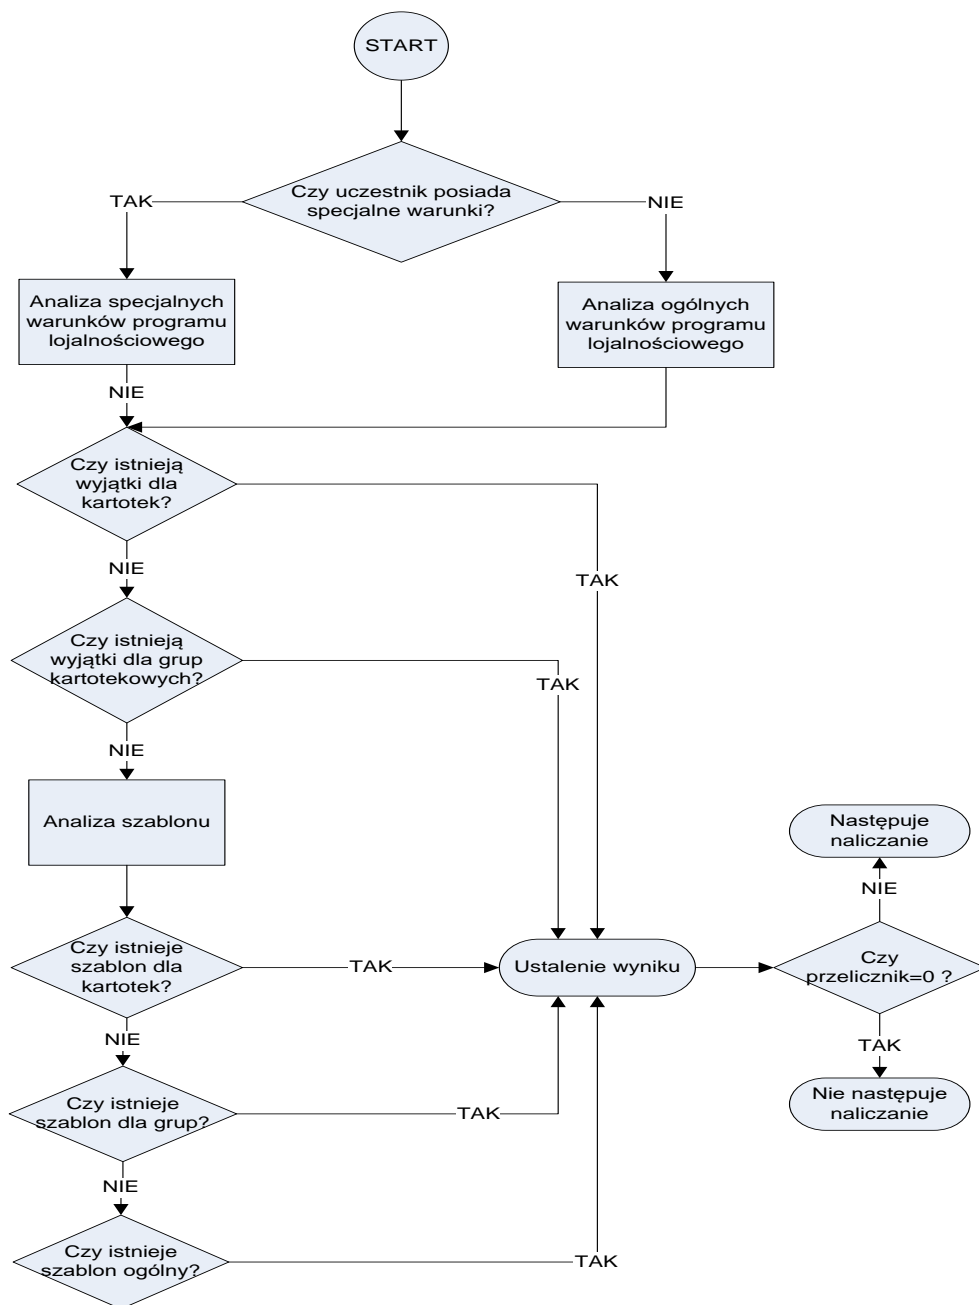 START
Czy uczestnik posiada
specjalne warunki?
TAK
NIE
Analiza specjalnych
warunków programu
lojalnościowego
Analiza ogólnych
warunków programu
lojalnościowego
NIE
Czy istnieją
wyjątki dla
kartotek?
TAK
NIE
Czy istnieją
wyjątki dla grup
kartotekowych?
TAK
NIE
Analiza szablonu
Czy istnieje
szablon dla
kartotek?
TAK
Ustalenie wyniku
Czy
przelicznik=0 ?
NIE
Następuje
naliczanie
TAK
Nie następuje
naliczanie
NIE
Czy istnieje
szablon dla grup?
TAK
NIE
Czy istnieje
szablon ogólny?
TAK